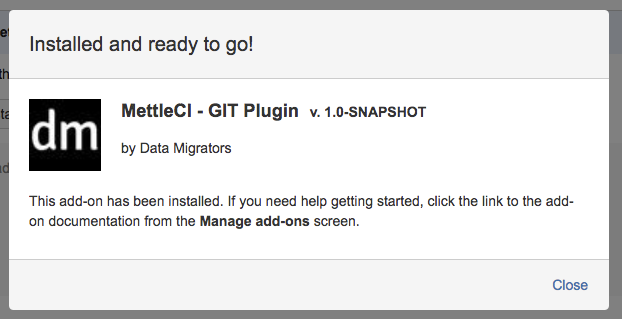 Installed and ready to go!
dm
MettleCI - GIT Plugin v. 1.0-SNAPSHOT
by Data Migrators
This add-on has been installed. If you need help getting started, click the link to the add-
on documentation from the Manage add-ons screen.
Close